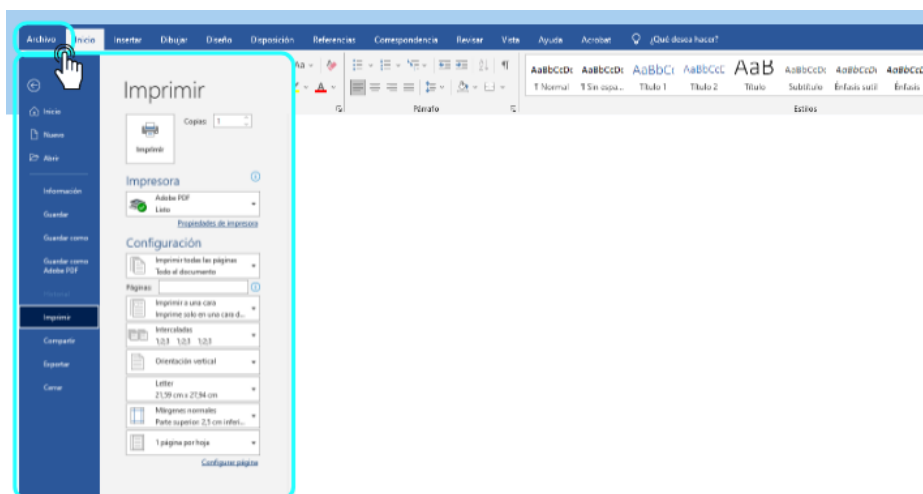 Archivo Inicio Insertar Dibujar Diseño Disposición Referencias Correspondencia Revisar Vista Ayuda Acrobat ¿Qué desea hacer?
Aa
A
Párrafo
AaBbCcDc AaBbCcDc AaBbCc AaBbCcC AaB AaBbCcDc AaBbCcDc AaBbCcDc
¶ Normal ¶ Sin espa... Título 1 Título 2 Título Subtítulo Énfasis sutil Énfasis
Estilos
Inicio
Nuevo
Abrir
Información
Guardar
Guardar como
Guardar como
Adobe PDF
Imprimir
Compartir
Exportar
Cerrar
Imprimir
Copias: 1
Imprimir
Impresora
Adobe PDF
Listo
Propiedades de impresora
Configuración
Imprimir todas las páginas
Todo el documento
Páginas:
Imprimir a una cara
Imprime solo en una cara d...
Intercaladas
1;2;3 1;2;3 1;2;3
Orientación vertical
Letter
21,59 cm x 27,94 cm
Márgenes normales
Parte superior: 2,5 cm inferi...
1 página por hoja
Configurar página